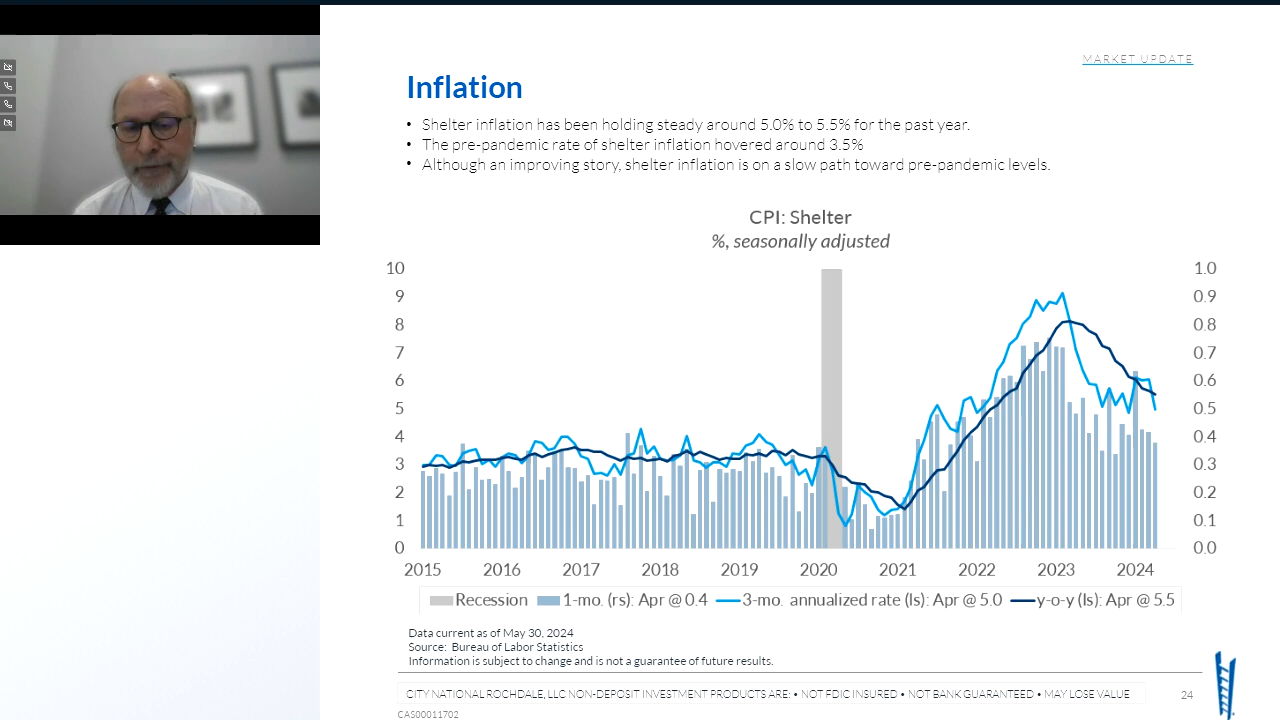 MARKET UPDATE
Inflation
• Shelter inflation has been holding steady around 5.0% to 5.5% for the past year.
• The pre-pandemic rate of shelter inflation hovered around 3.5%
• Although an improving story, shelter inflation is on a slow path toward pre-pandemic levels.
CPI: Shelter
%, seasonally adjusted
10 1.0
9 0.9
8 0.8
7 0.7
6 0.6
5 0.5
4 0.4
3 0.3
2 0.2
1 0.1
0 0.0
2015 2016 2017 2018 2019 2020 2021 2022 2023 2024
Recession 1-mo. (rs): Apr @ 0.4 3-mo. annualized rate (ls): Apr @ 5.0 y-o-y (ls): Apr @ 5.5
Data current as of May 30, 2024
Source: Bureau of Labor Statistics
Information is subject to change and is not a guarantee of future results.
CITY NATIONAL ROCHDALE, LLC NON-DEPOSIT INVESTMENT PRODUCTS ARE: • NOT FDIC INSURED • NOT BANK GUARANTEED • MAY LOSE VALUE 24
CAS00011702